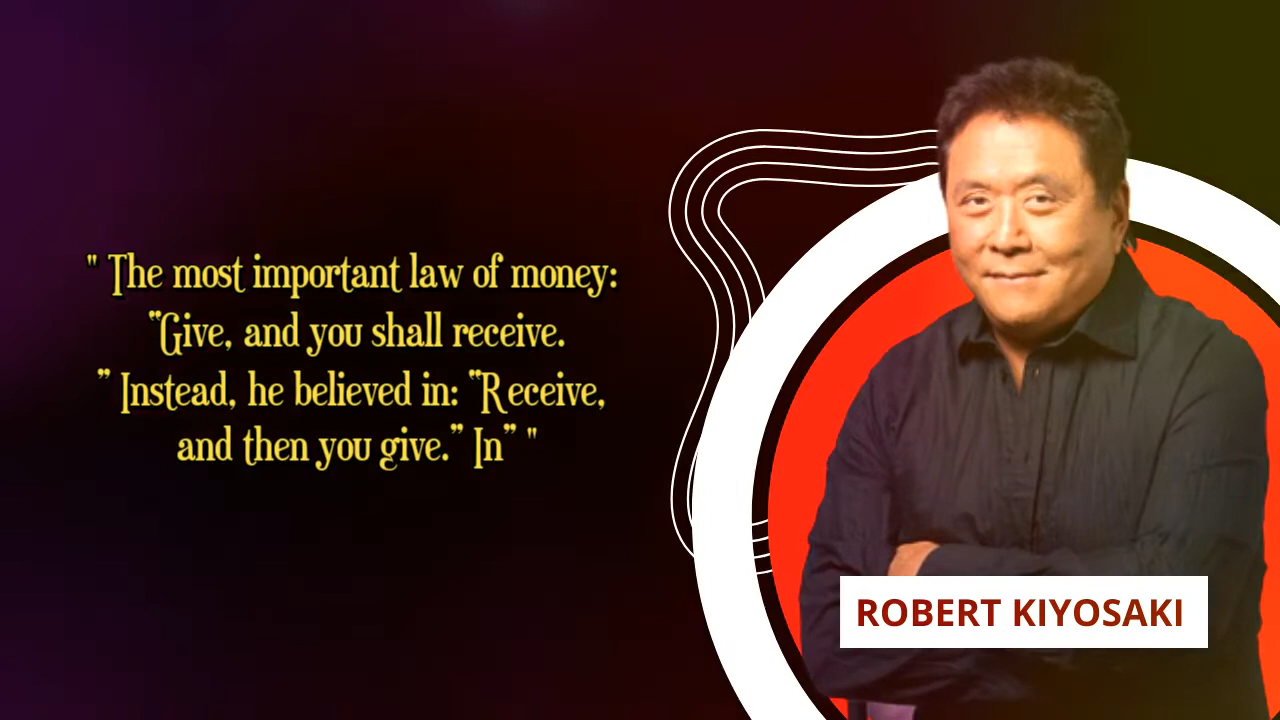 " The most important law of money:
“Give, and you shall receive.
” Instead, he believed in: “Receive,
and then you give.” In” "
ROBERT KIYOSAKI